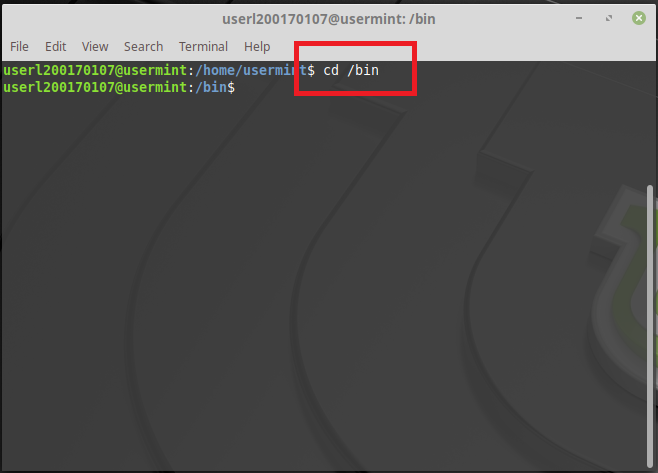 userl200170107@usermint: /bin
File Edit View Search Terminal Help
userl200170107@usermint:/home/usermint$ cd /bin
userl200170107@usermint:/bin$